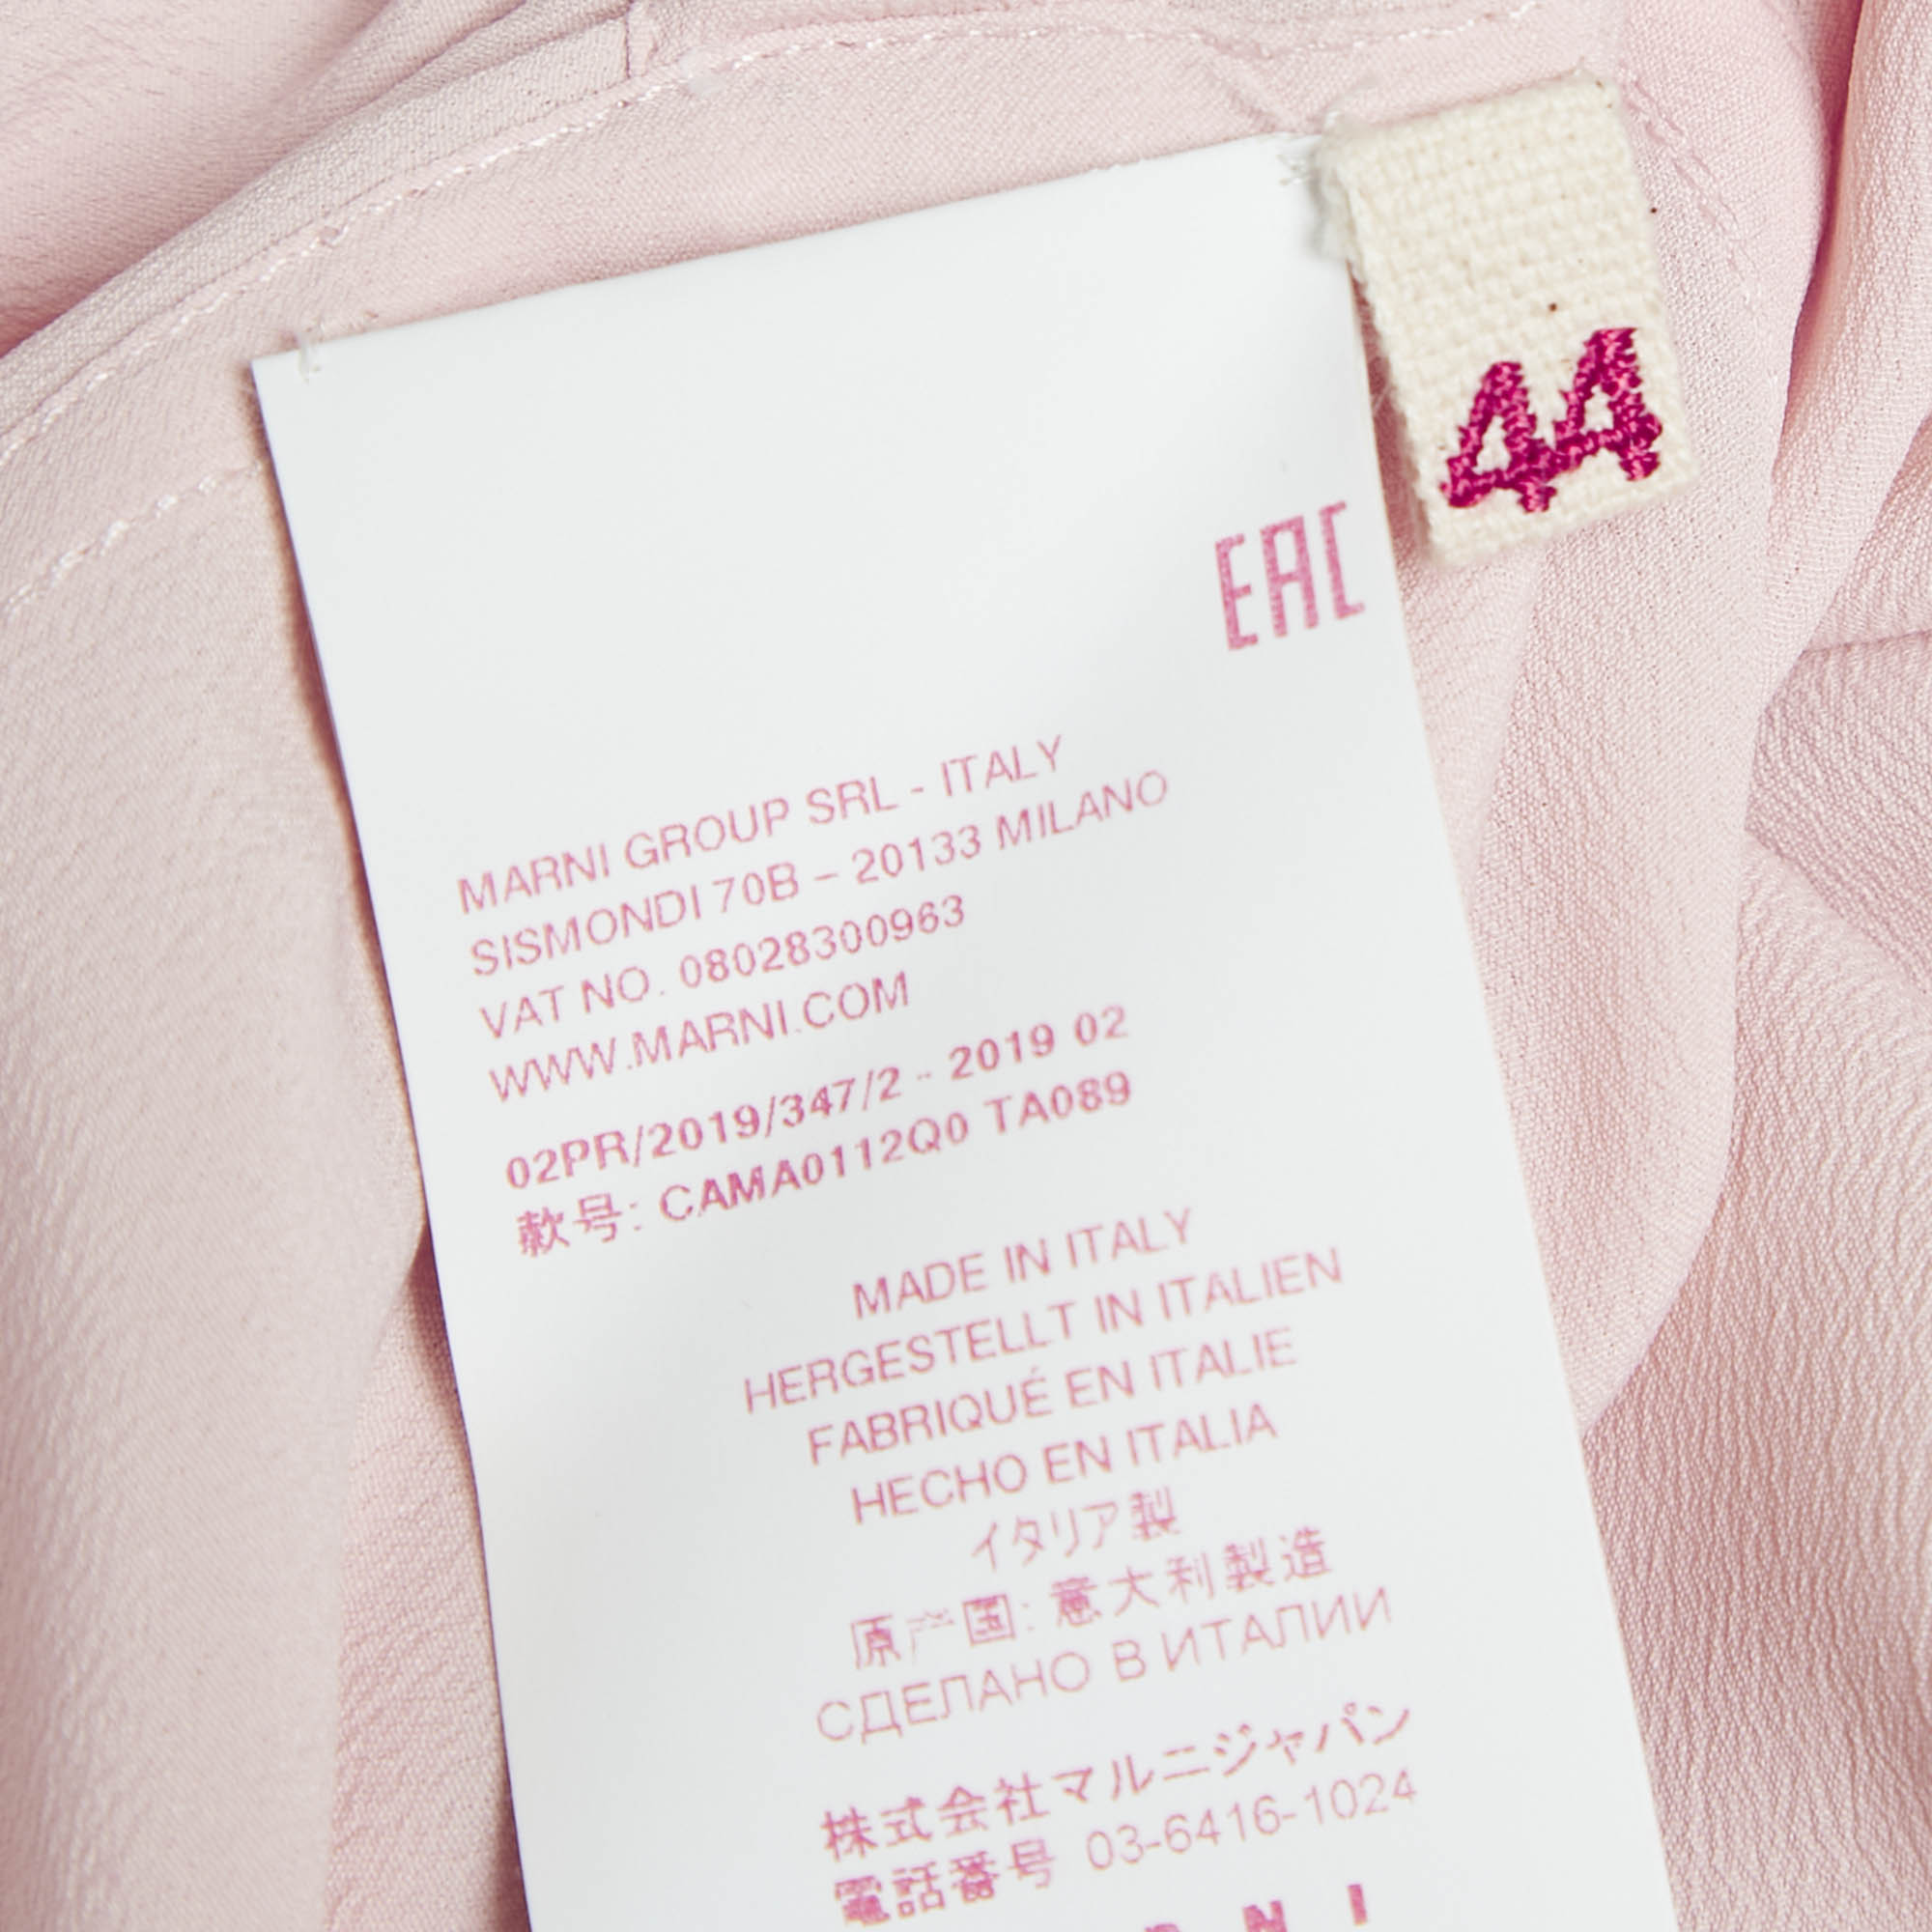 44
EAC
MARNI GROUP SRL - ITALY
SISMONDI 70B – 20133 MILANO
VAT NO. 08028300963
WWW.MARNI.COM
02PR/2019/347/2 - 2019 02
款号: CAMA0112Q0 TA089
MADE IN ITALY
HERGESTELLT IN ITALIEN
FABRIQUÉ EN ITALIE
HECHO EN ITALIA
イタリア製
原产国: 意大利製造
СДЕЛАНО В ИТАЛИИ
株式会社マルニジャパン
電話番号 03-6416-1024